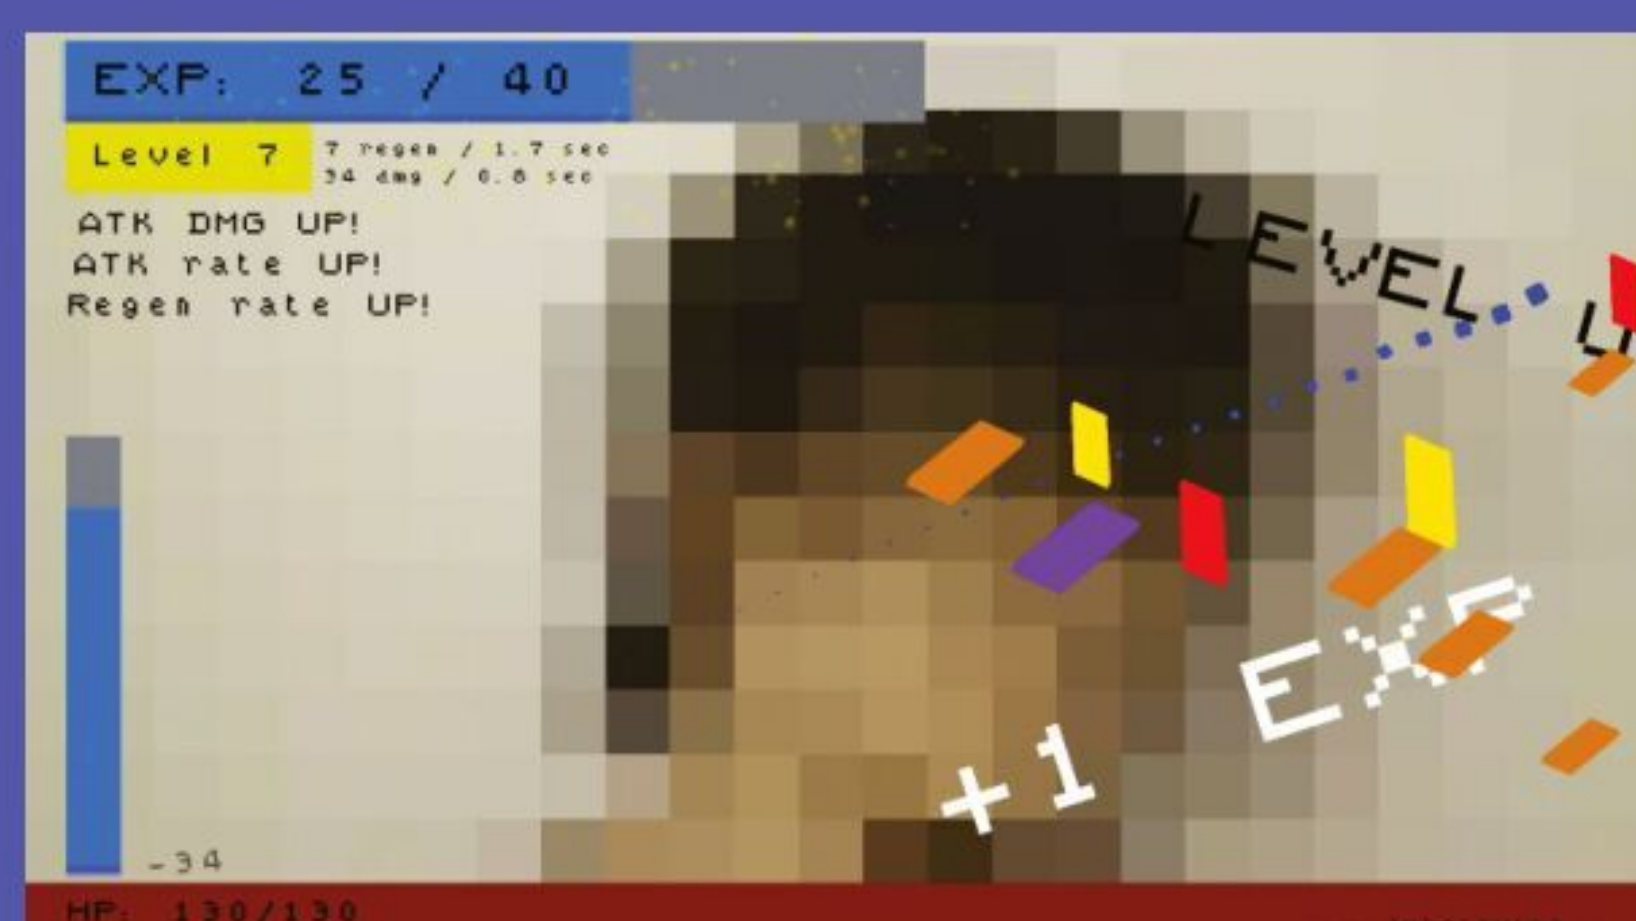 EXP: 25 / 40
Level 7
7 regen / 1.7 sec
34 dmg / 0.8 sec
ATK DMG UP!
ATK rate UP!
Regen rate UP!
LEVEL
+1 EXP
-34
HP: 130/130